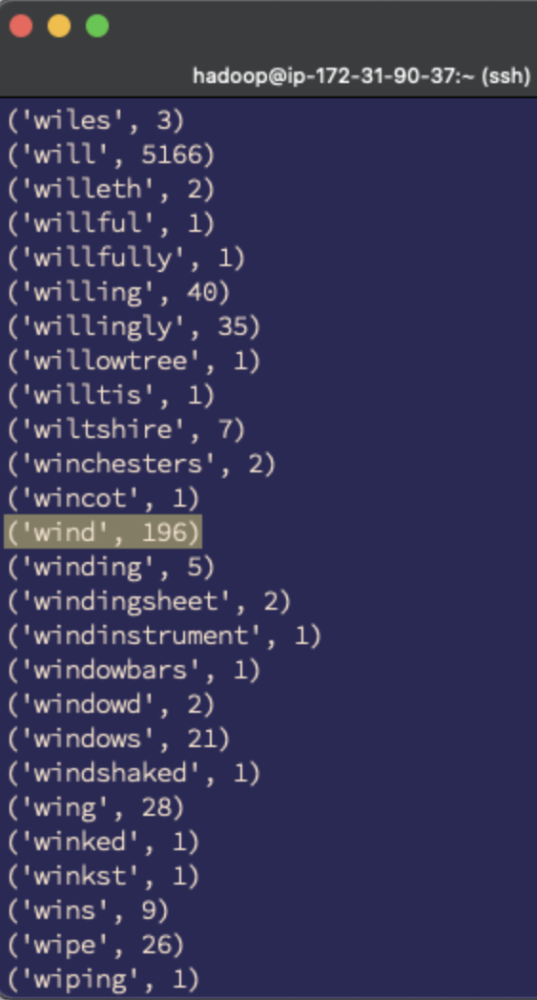 hadoop@ip-172-31-90-37:~ (ssh)
('wiles', 3)
('will', 5166)
('willeth', 2)
('willful', 1)
('willfully', 1)
('willing', 40)
('willingly', 35)
('willowtree', 1)
('willtis', 1)
('wiltshire', 7)
('winchesters', 2)
('wincot', 1)
('wind', 196)
('winding', 5)
('windingsheet', 2)
('windinstrument', 1)
('windowbars', 1)
('windowd', 2)
('windows', 21)
('windshaked', 1)
('wing', 28)
('winked', 1)
('winkst', 1)
('wins', 9)
('wipe', 26)
('wiping', 1)